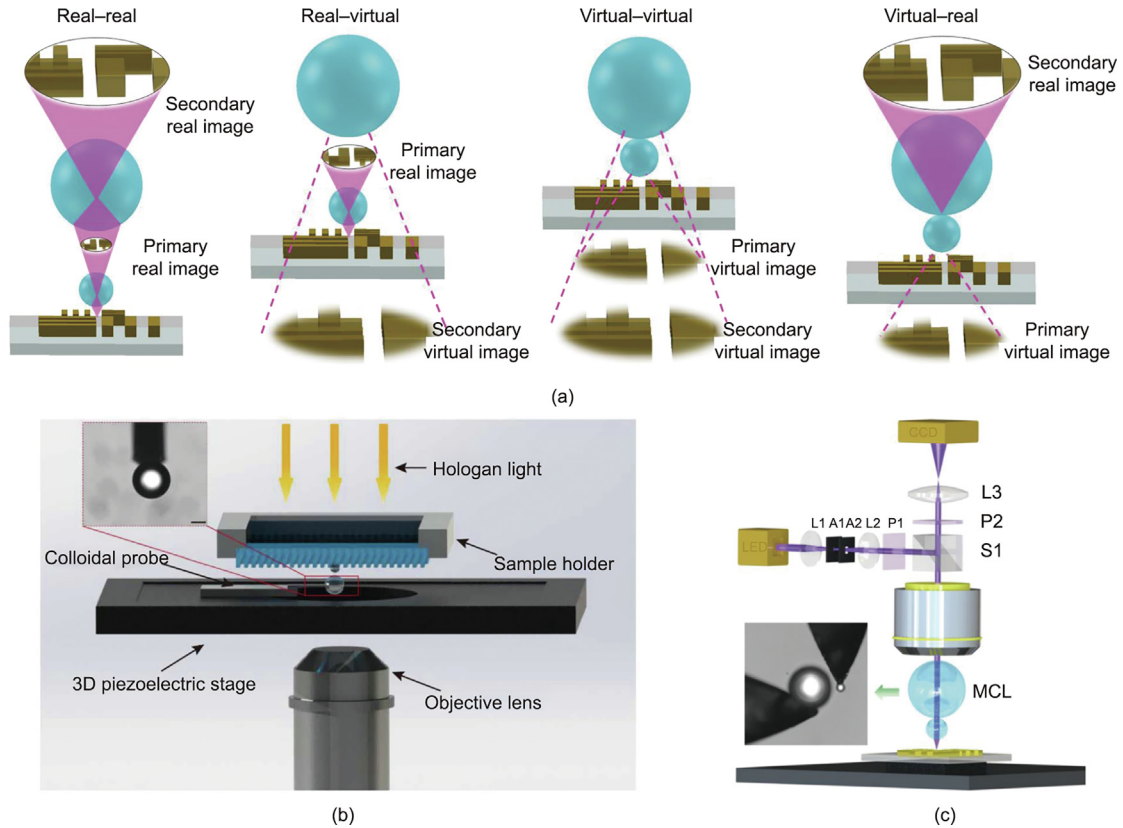 Real–real
Real–virtual
Virtual–virtual
Virtual–real
Secondary
real image
Primary
real image
Primary
real image
Secondary
virtual image
Primary
virtual image
Secondary
virtual image
Secondary
real image
Primary
virtual image
(a)
Hologan light
Colloidal probe
Sample holder
3D piezoelectric stage
Objective lens
(b)
CCD
L3
P2
S1
LED
L1
A1
A2
L2
P1
MCL
(c)